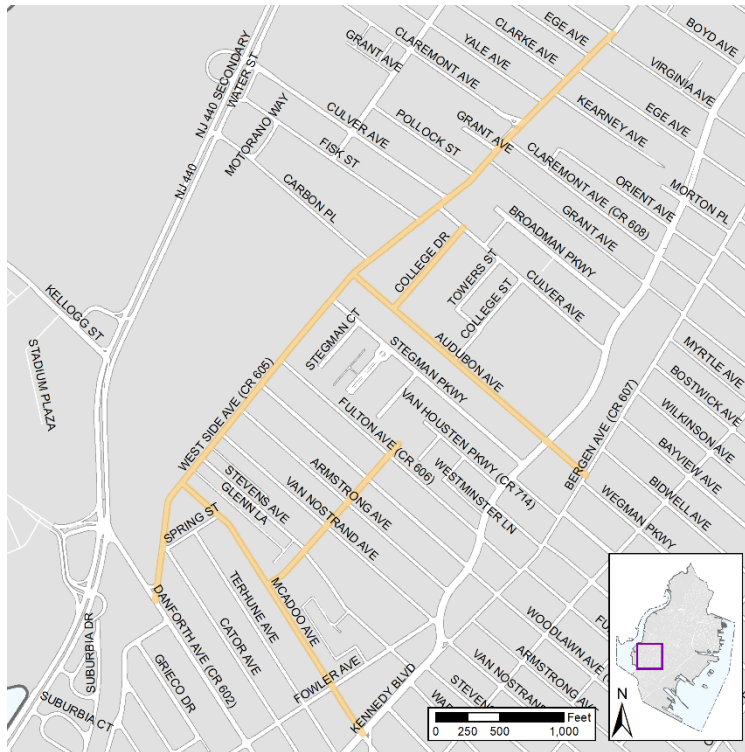 BOYD AVE
EGE AVE
CLARKE AVE
YALE AVE
CLAREMONT AVE
GRANT AVE
VIRGINIA AVE
EGE AVE
KEARNEY AVE
NJ 440 SECONDARY
WATER ST
MOTORANO WAY
CULVER AVE
FISK ST
POLLOCK ST
GRANT AVE
CLAREMONT AVE (CR 608)
ORIENT AVE
MORTON PL
NJ 440
CARBON PL
GRANT AVE
BROADMAN PKWY
COLLEGE DR
TOWERS ST
COLLEGE ST
CULVER AVE
KELLOGG ST
STADIUM PLAZA
STEGMAN CT
STEGMAN PKWY
AUDUBON AVE
MYRTLE AVE
BOSTWICK AVE
WILKINSON AVE
BAYVIEW AVE
BIDWELL AVE
WEGMAN PKWY
WEST SIDE AVE (CR 605)
FULTON AVE (CR 606)
VAN HOUSTEN PKWY (CR 714)
WESTMINSTER LN
BERGEN AVE (CR 607)
ARMSTRONG AVE
VAN NOSTRAND AVE
STEVENS AVE
GLENN LA
SPRING ST
MCADOO AVE
TERHUNE AVE
CATOR AVE
DANFORTH AVE (CR 602)
GRIECO DR
FOWLER AVE
KENNEDY BLVD
SUBURBIA DR
SUBURBIA CT
WOODLAWN AVE
ARMSTRONG AVE
VAN NOSTRAND
STEVENS
FU
WA
N
Feet
0 250 500 1,000